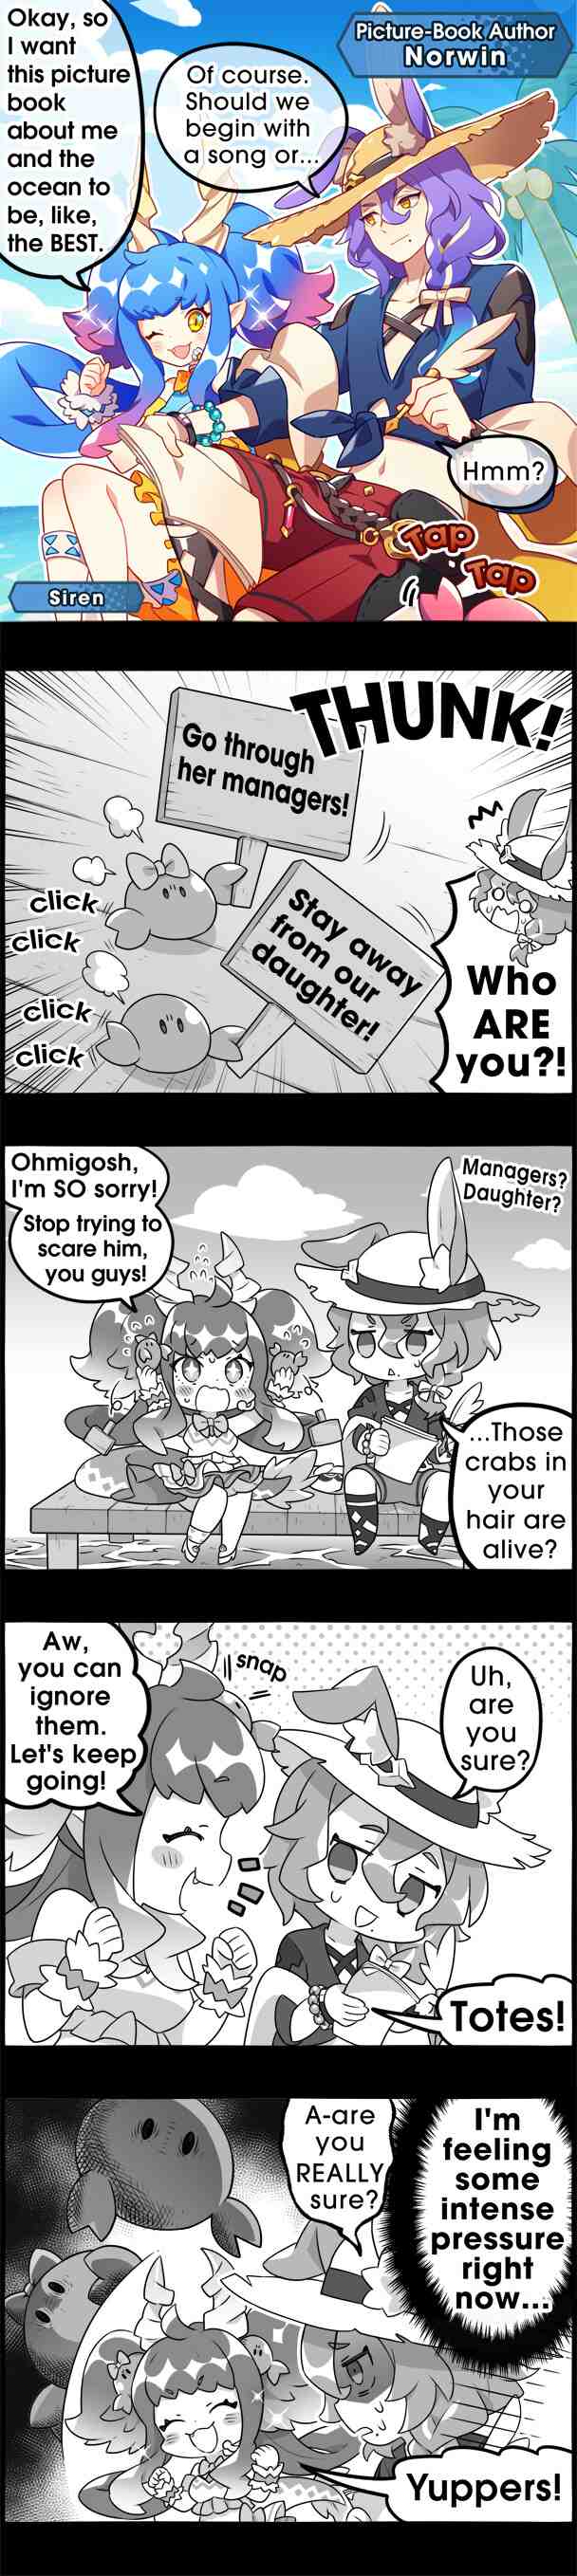 Okay, so
I want
this picture
book
about me
and the
ocean to
be, like,
the BEST.
Picture-Book Author
Norwin
Of course.
Should we
begin with
a song or...
Hmm?
Tap
Tap
Siren
THUNK!
Go through
her managers!
click
click
Stay away
from our
daughter!
click
click
Who
ARE
you?!
Ohmigosh,
I'm SO sorry!
Stop trying to
scare him,
you guys!
Managers?
Daughter?
...Those
crabs in
your
hair are
alive?
Aw,
you can
ignore
them.
Let's keep
going!
snap
Uh,
are
you
sure?
Totes!
A-are
you
REALLY
sure?
I'm
feeling
some
intense
pressure
right
now...
Yuppers!